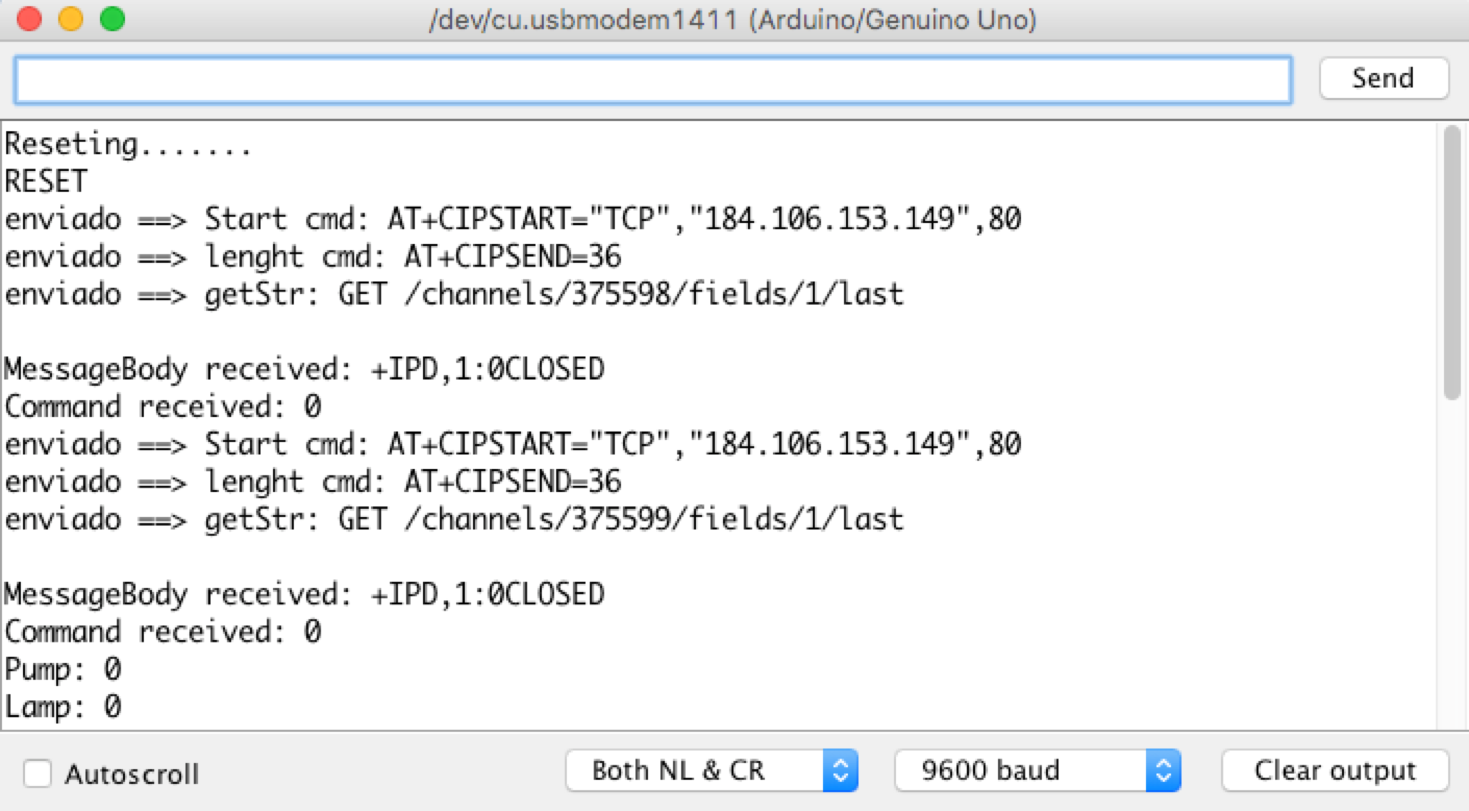 /dev/cu.usbmodem1411 (Arduino/Genuino Uno)
Send
Reseting.......
RESET
enviado ==> Start cmd: AT+CIPSTART="TCP","184.106.153.149",80
enviado ==> lenght cmd: AT+CIPSEND=36
enviado ==> getStr: GET /channels/375598/fields/1/last
MessageBody received: +IPD,1:0CLOSED
Command received: 0
enviado ==> Start cmd: AT+CIPSTART="TCP","184.106.153.149",80
enviado ==> lenght cmd: AT+CIPSEND=36
enviado ==> getStr: GET /channels/375599/fields/1/last
MessageBody received: +IPD,1:0CLOSED
Command received: 0
Pump: 0
Lamp: 0
Autoscroll Both NL & CR 9600 baud Clear output